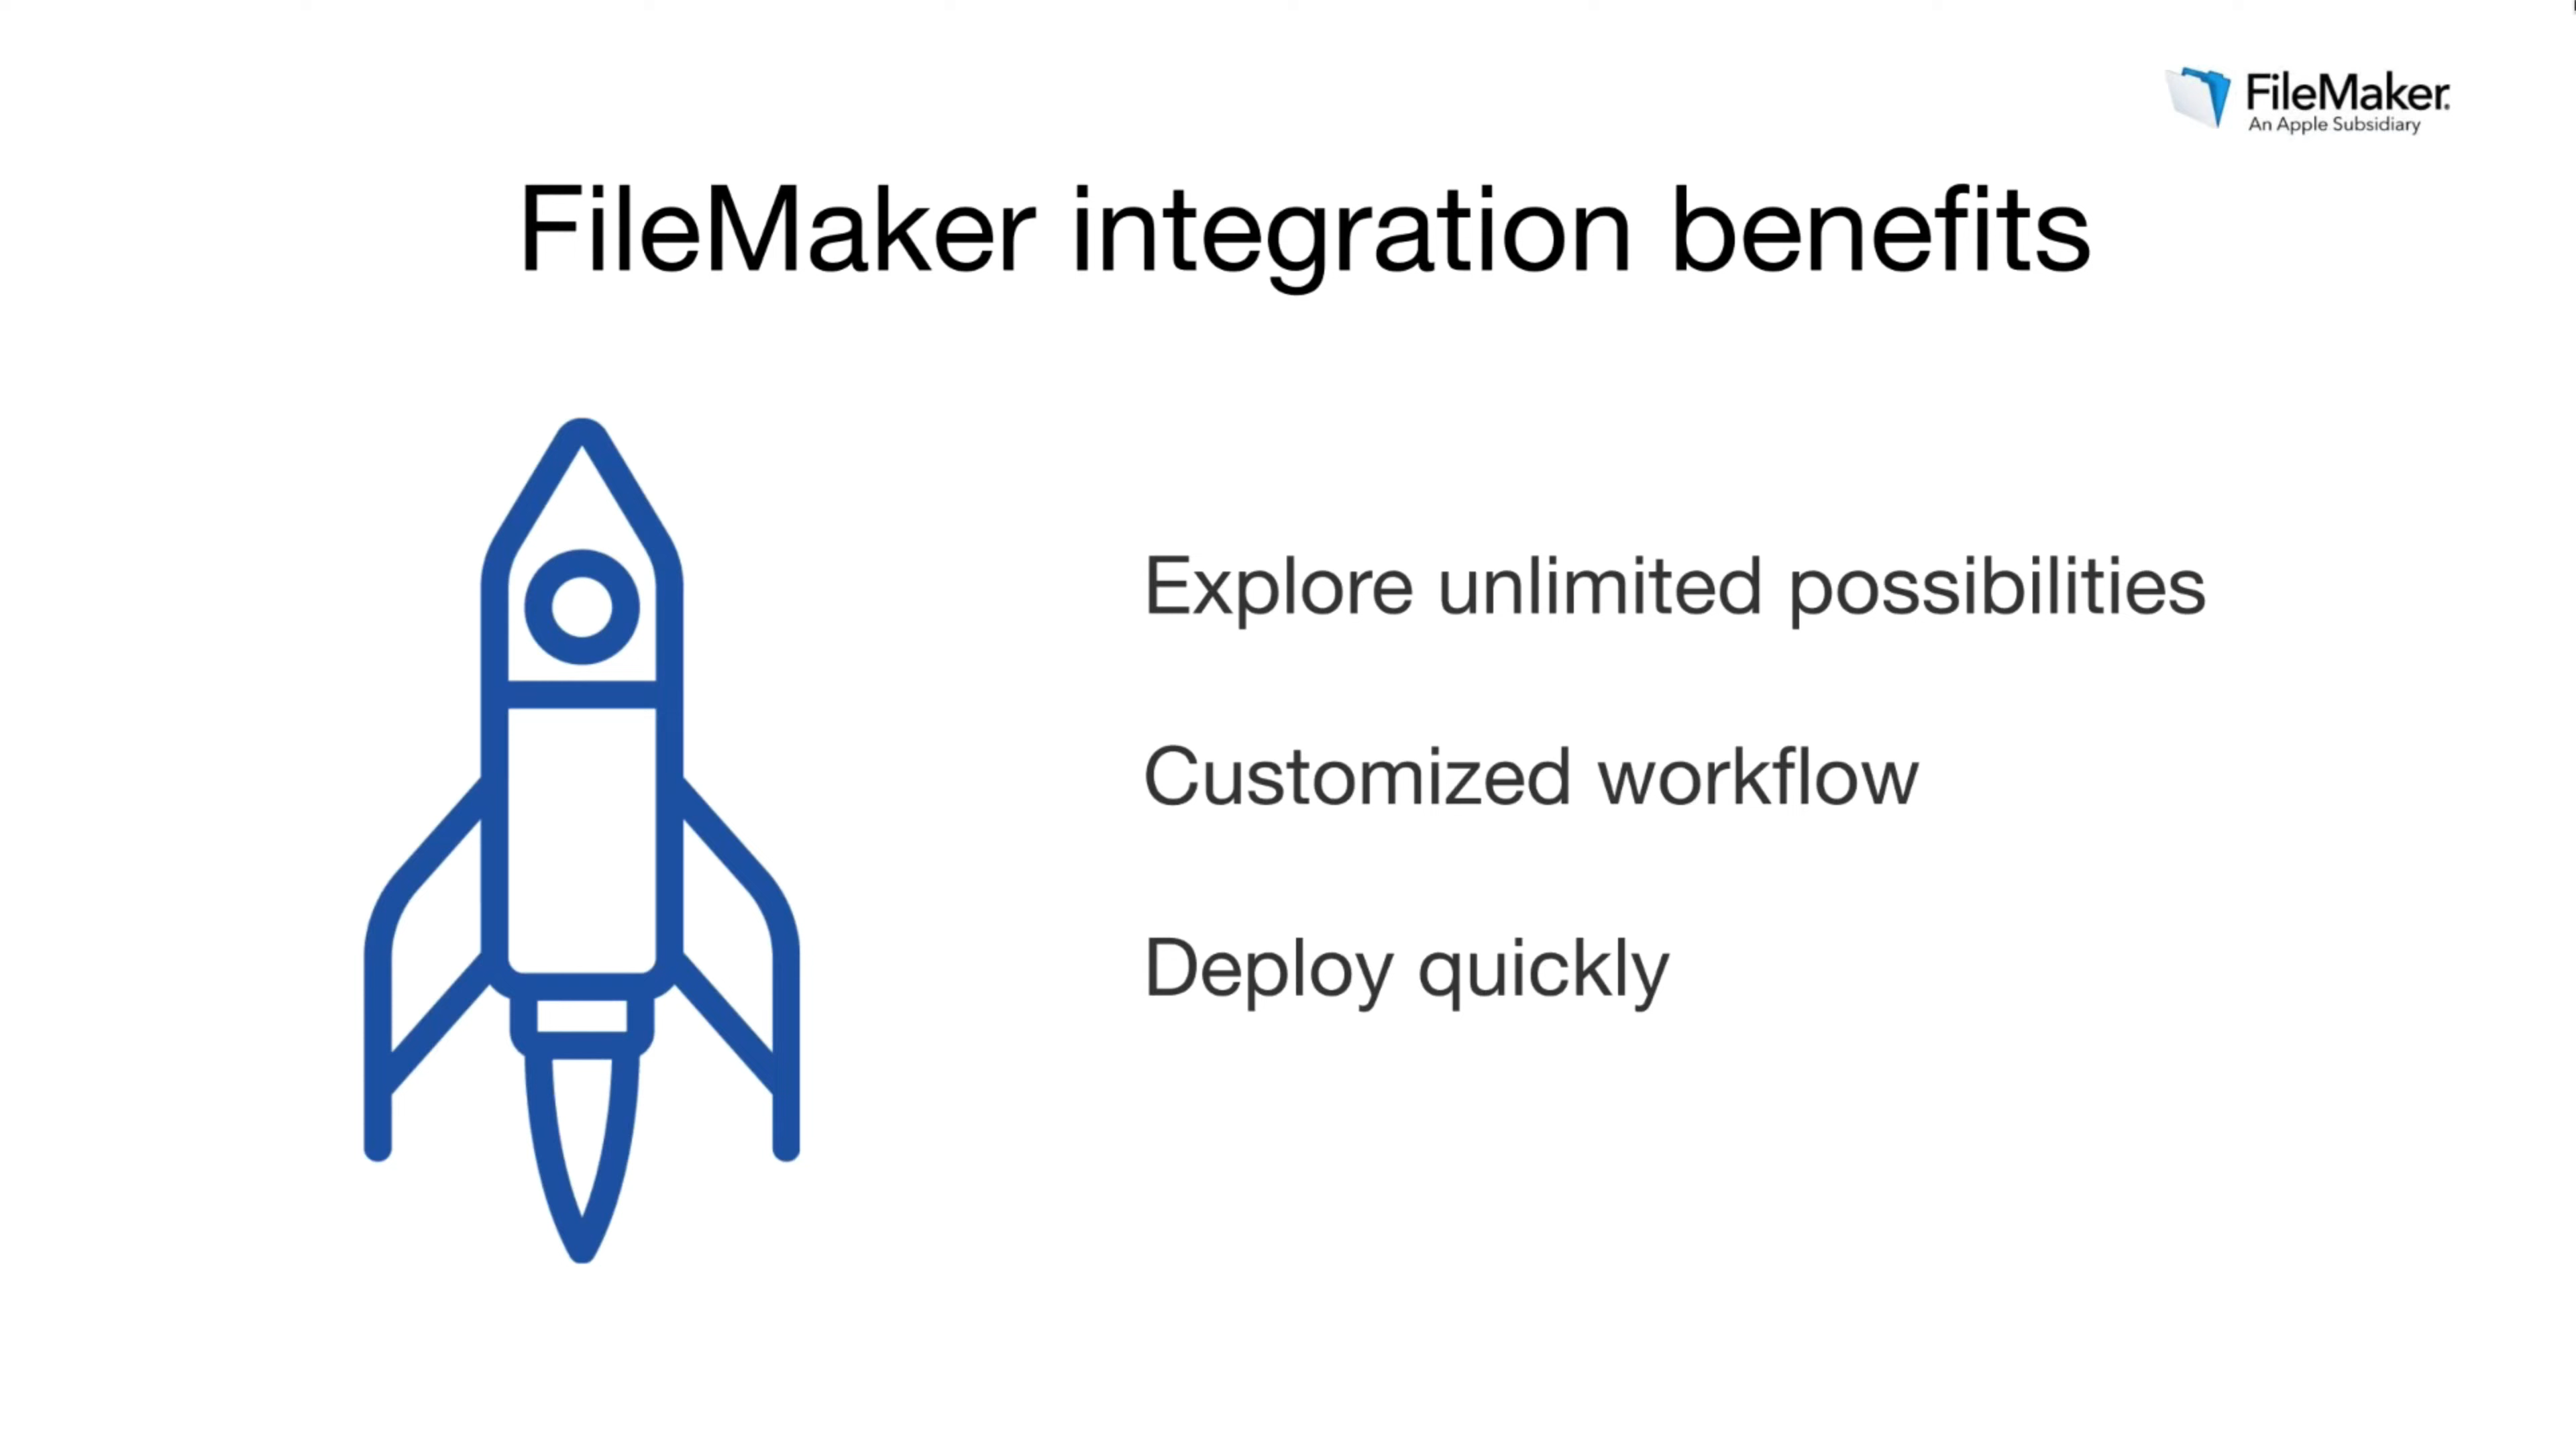 FileMaker.
An Apple Subsidiary
FileMaker integration benefits
Explore unlimited possibilities
Customized workflow
Deploy quickly